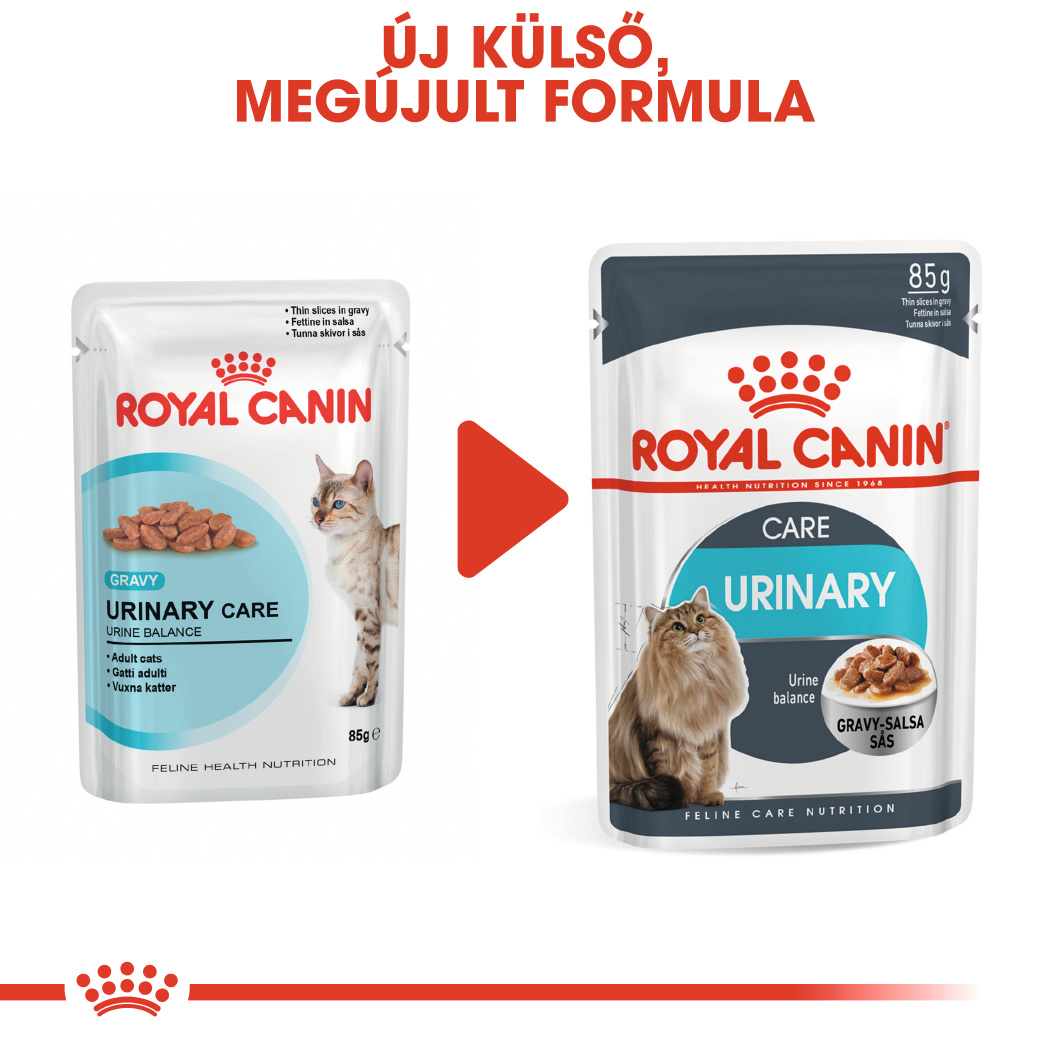 ÚJ KÜLSŐ,
MEGÚJULT FORMULA
• Thin slices in gravy
• Fettine in salsa
• Tunna skivor i sås
ROYAL CANIN
GRAVY
URINARY CARE
URINE BALANCE
• Adult cats
• Gatti adulti
• Vuxna katter
85g e
FELINE HEALTH NUTRITION
85g
Thin slices in gravy
Fettine in salsa
Tunna skivor i sås
ROYAL CANIN®
HEALTH NUTRITION SINCE 1968
CARE
URINARY
Urine
balance
GRAVY-SALSA
SÅS
FELINE CARE NUTRITION